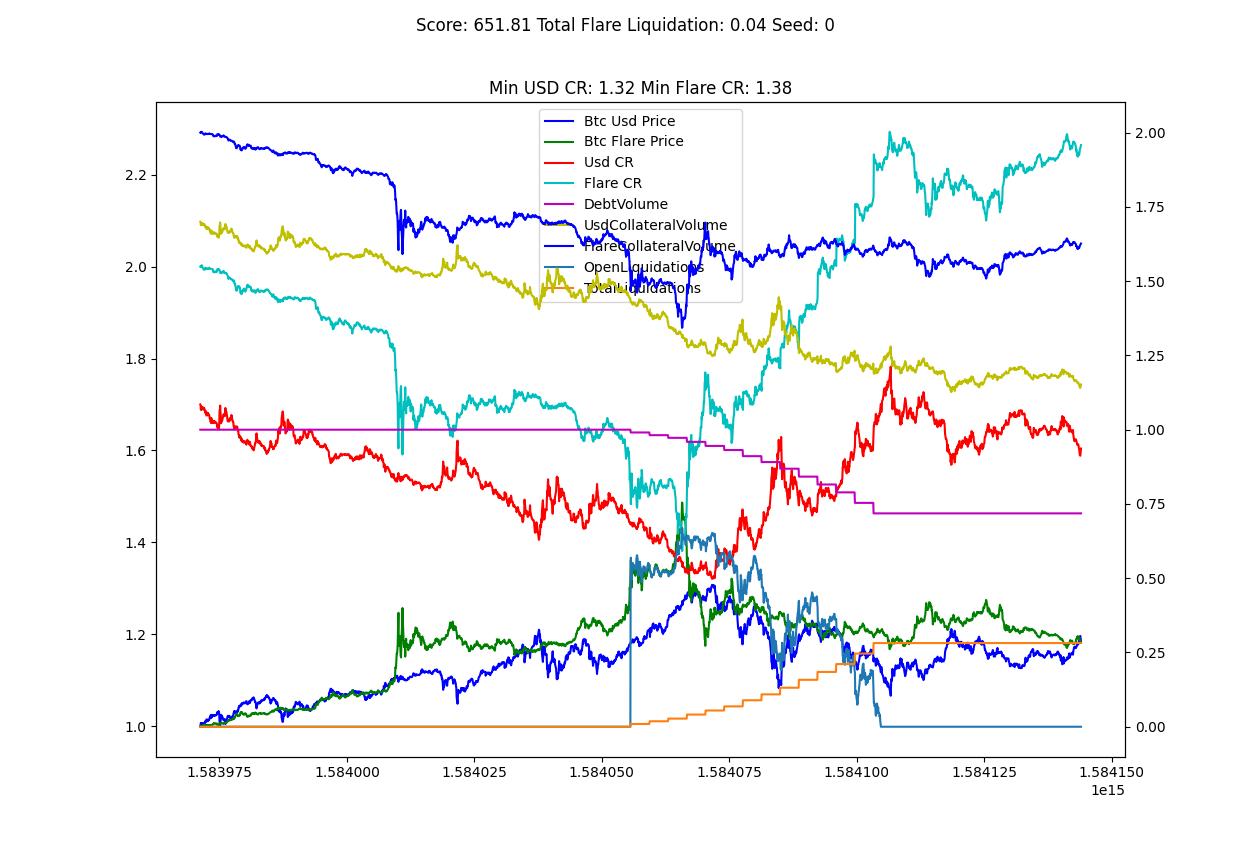 Score: 651.81 Total Flare Liquidation: 0.04 Seed: 0
Min USD CR: 1.32 Min Flare CR: 1.38
Btc Usd Price
Btc Flare Price
Usd CR
Flare CR
DebtVolume
UsdCollateralVolume
FlareCollateralVolume
OpenLiquidations
TotalLiquidations
2.2
2.0
1.8
1.6
1.4
1.2
1.0
2.00
1.75
1.50
1.25
1.00
0.75
0.50
0.25
0.00
1.583975 1.584000 1.584025 1.584050 1.584075 1.584100 1.584125 1.584150
1e15